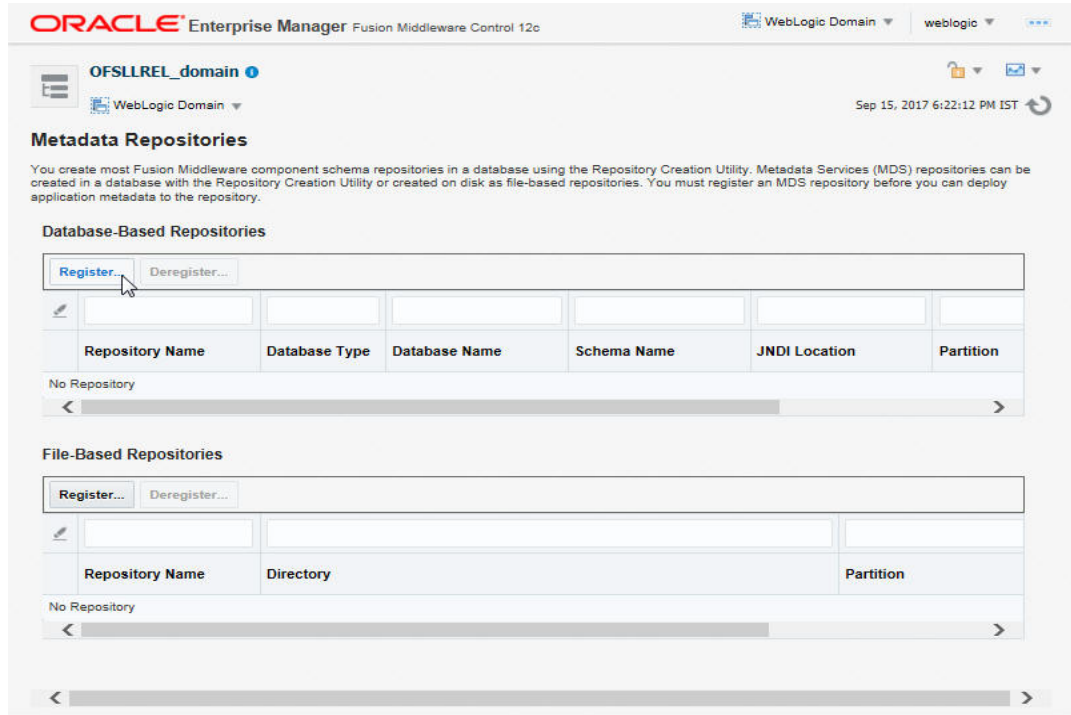 ORACLE Enterprise Manager Fusion Middleware Control 12c
WebLogic Domain
weblogic
OFSLLREL_domain
WebLogic Domain
Sep 15, 2017 6:22:12 PM IST
Metadata Repositories
You create most Fusion Middleware component schema repositories in a database using the Repository Creation Utility. Metadata Services (MDS) repositories can be
created in a database with the Repository Creation Utility or created on disk as file-based repositories. You must register an MDS repository before you can deploy
application metadata to the repository.
Database-Based Repositories
Register... Deregister...
Repository Name Database Type Database Name Schema Name JNDI Location Partition
No Repository
File-Based Repositories
Register... Deregister...
Repository Name Directory Partition
No Repository